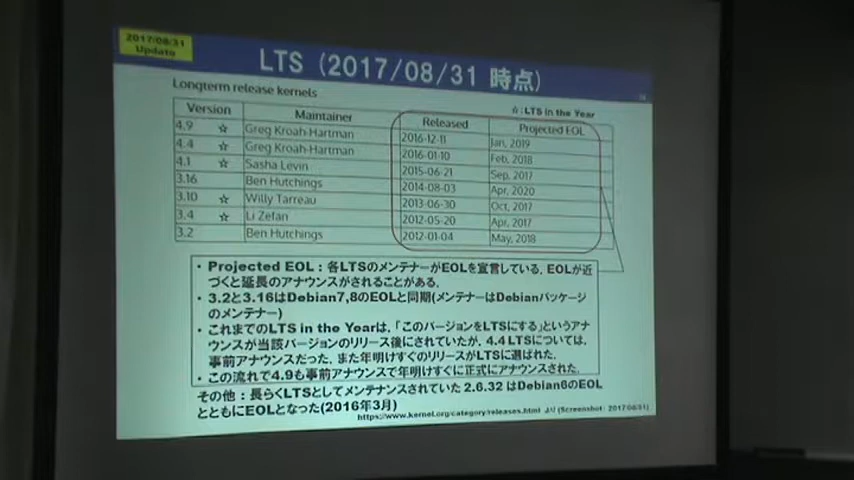 2017/08/31
Update
LTS (2017/08/31 時点)
Longterm release kernels
☆:LTS in the Year
Version Maintainer Released Projected EOL
4.9 ☆ Greg Kroah-Hartman 2016-12-11 Jan, 2019
4.4 ☆ Greg Kroah-Hartman 2016-01-10 Feb, 2018
4.1 ☆ Sasha Levin 2015-06-21 Sep, 2017
3.16 Ben Hutchings 2014-08-03 Apr, 2020
3.10 ☆ Willy Tarreau 2013-06-30 Oct, 2017
3.4 ☆ Li Zefan 2012-05-20 Apr, 2017
3.2 Ben Hutchings 2012-01-04 May, 2018
・Projected EOL：各LTSのメンテナーがEOLを宣言している，EOLが近
づくと延長のアナウンスがされることがある．
・3.2と3.16はDebian7,8のEOLと同期(メンテナーはDebianパッケージ
のメンテナー)
・これまでのLTS in the Yearは，「このバージョンをLTSにする」というアナ
ウンスが当該バージョンのリリース後にされていたが，4.4 LTSについては，
事前アナウンスだった．また年明けすぐのリリースがLTSに選ばれた．
・この流れで4.9も事前アナウンスで年明けすぐに正式にアナウンスされた．
その他：長らくLTSとしてメンテナンスされていた 2.6.32 はDebian6のEOL
とともにEOLとなった(2016年3月)
https://www.kernel.org/category/releases.html より (Screenshot: 2017/08/31)